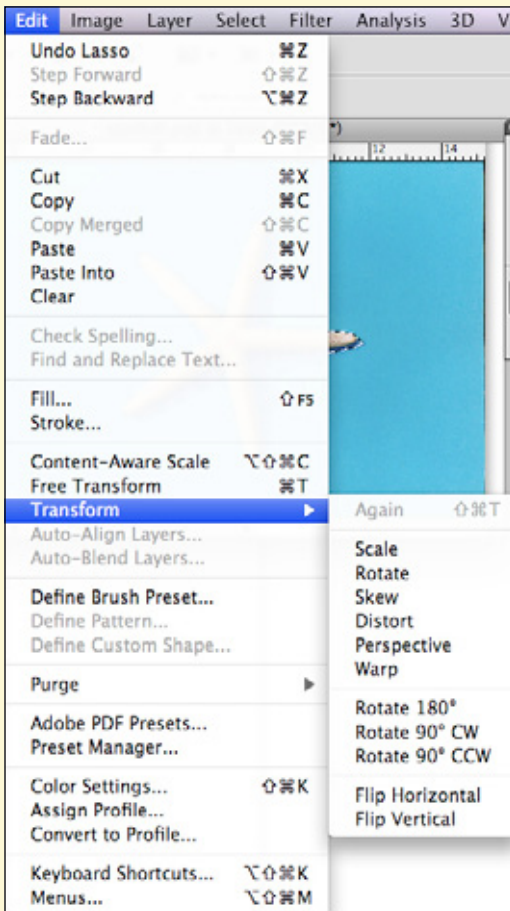 Edit Image Layer Select Filter Analysis 3D V
Undo Lasso ⌘Z
Step Forward ⇧⌘Z
Step Backward ⌥⌘Z
Fade... ⇧⌘F
12 14
Cut ⌘X
Copy ⌘C
Copy Merged ⇧⌘C
Paste ⌘V
Paste Into ⇧⌘V
Clear
Check Spelling...
Find and Replace Text...
Fill... ⇧F5
Stroke...
Content-Aware Scale ⌥⇧⌘C
Free Transform ⌘T
Transform ▶
Auto-Align Layers...
Auto-Blend Layers...
Define Brush Preset...
Define Pattern...
Define Custom Shape...
Purge ▶
Adobe PDF Presets...
Preset Manager...
Color Settings... ⇧⌘K
Assign Profile...
Convert to Profile...
Keyboard Shortcuts... ⌥⇧⌘K
Menus... ⌥⇧⌘M
Again ⇧⌘T
Scale
Rotate
Skew
Distort
Perspective
Warp
Rotate 180°
Rotate 90° CW
Rotate 90° CCW
Flip Horizontal
Flip Vertical